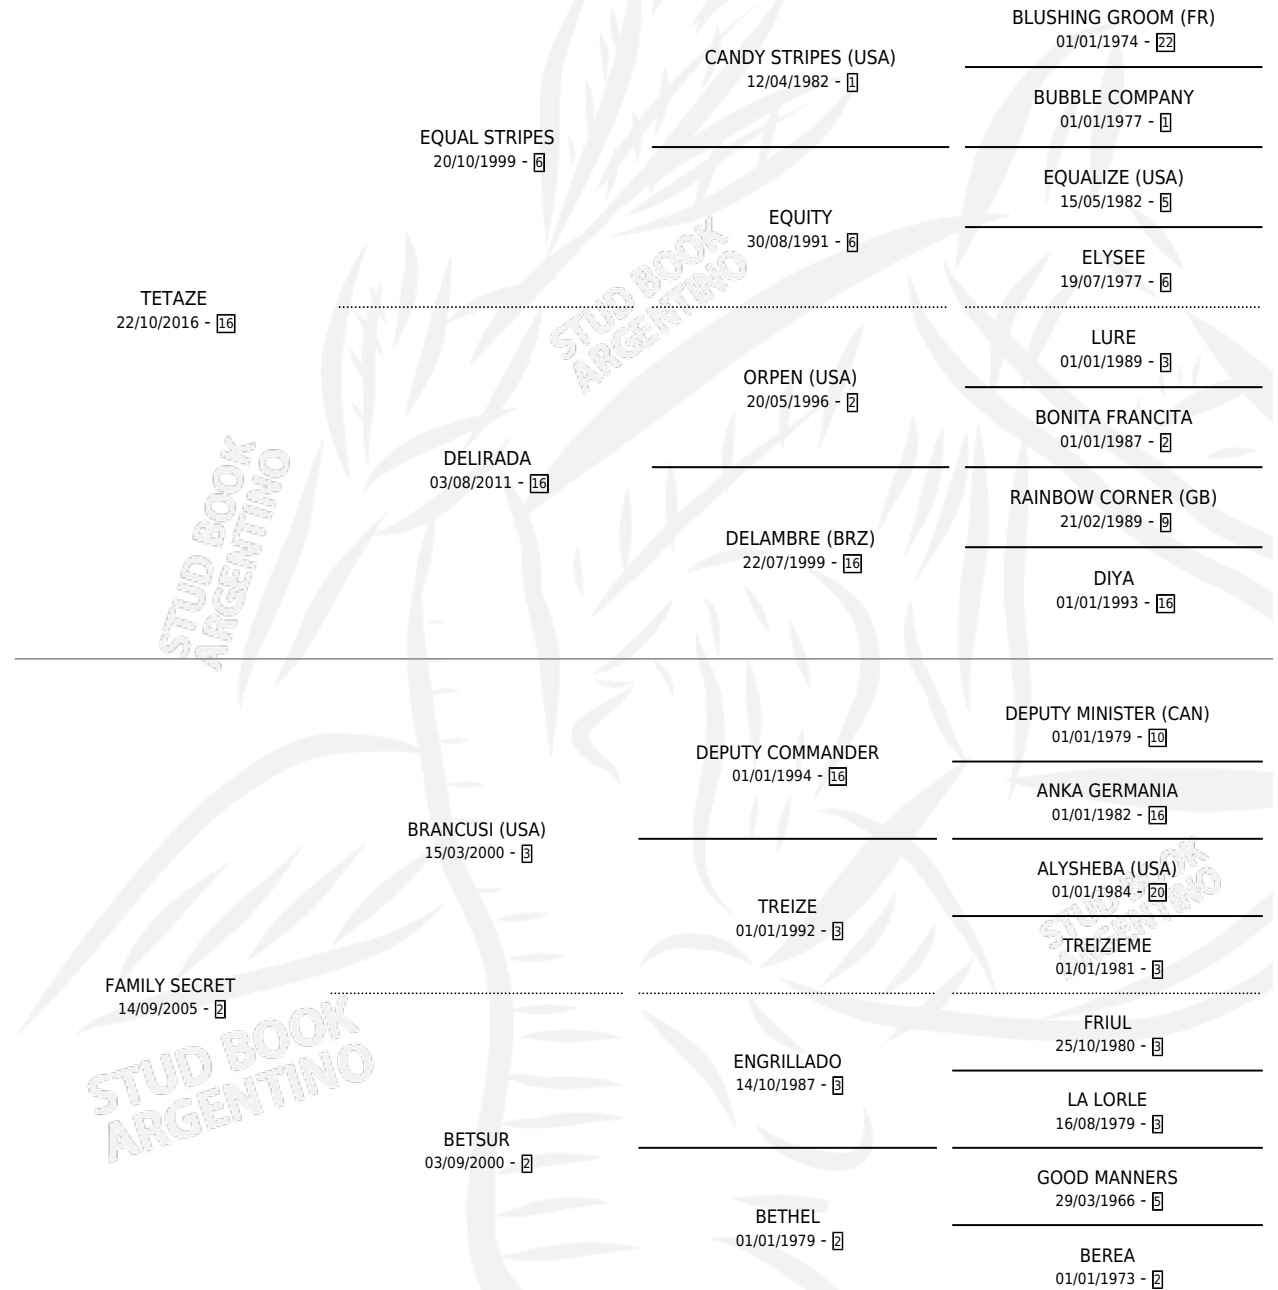 BLUSHING GROOM (FR)
01/01/1974 - 22
CANDY STRIPES (USA)
12/04/1982 - 1
BUBBLE COMPANY
01/01/1977 - 1
EQUAL STRIPES
20/10/1999 - 6
EQUALIZE (USA)
15/05/1982 - 5
EQUITY
30/08/1991 - 6
ELYSEE
19/07/1977 - 6
TETAZE
22/10/2016 - 16
LURE
01/01/1989 - 3
ORPEN (USA)
20/05/1996 - 2
BONITA FRANCITA
01/01/1987 - 2
DELIRADA
03/08/2011 - 16
RAINBOW CORNER (GB)
21/02/1989 - 9
DELAMBRE (BRZ)
22/07/1999 - 16
DIYA
01/01/1993 - 16
DEPUTY MINISTER (CAN)
01/01/1979 - 10
DEPUTY COMMANDER
01/01/1994 - 16
ANKA GERMANIA
01/01/1982 - 16
BRANCUSI (USA)
15/03/2000 - 3
ALYSHEBA (USA)
01/01/1984 - 20
TREIZE
01/01/1992 - 3
TREIZIEME
01/01/1981 - 3
FAMILY SECRET
14/09/2005 - 2
FRIUL
25/10/1980 - 3
ENGRILLADO
14/10/1987 - 3
LA LORLE
16/08/1979 - 3
BETSUR
03/09/2000 - 2
GOOD MANNERS
29/03/1966 - 5
BETHEL
01/01/1979 - 2
BEREA
01/01/1973 - 2
STUD BOOK
ARGENTINO
STUD BOOK
ARGENTINO
STUD BOOK
ARGENTINO
STUD BOOK
ARGENTINO